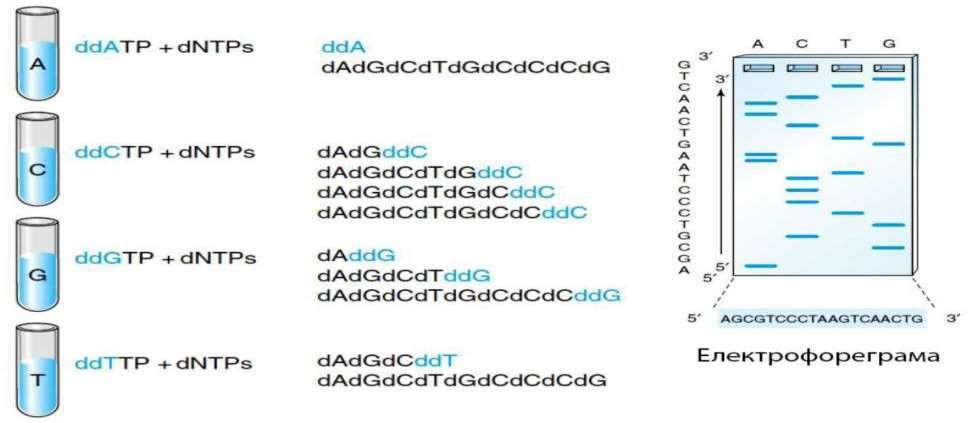 A
ddATP + dNTPs
ddA
dAdGdCdTdGdCdCdCdG
C
ddCTP + dNTPs
dAdGddC
dAdGdCdTdGddC
dAdGdCdTdGdCddC
dAdGdCdTdGdCdCddC
G
ddGTP + dNTPs
dAddG
dAdGdCdTddG
dAdGdCdTdGdCdCdCddG
T
ddTTP + dNTPs
dAdGdCddT
dAdGdCdTdGdCdCdCdG
A C T G
3′
GTCAACTGAATCCCTGCGA
5′
3′
5′
5′ AGCGTCCCTAAGTCAACTG 3′
Електрофореграма